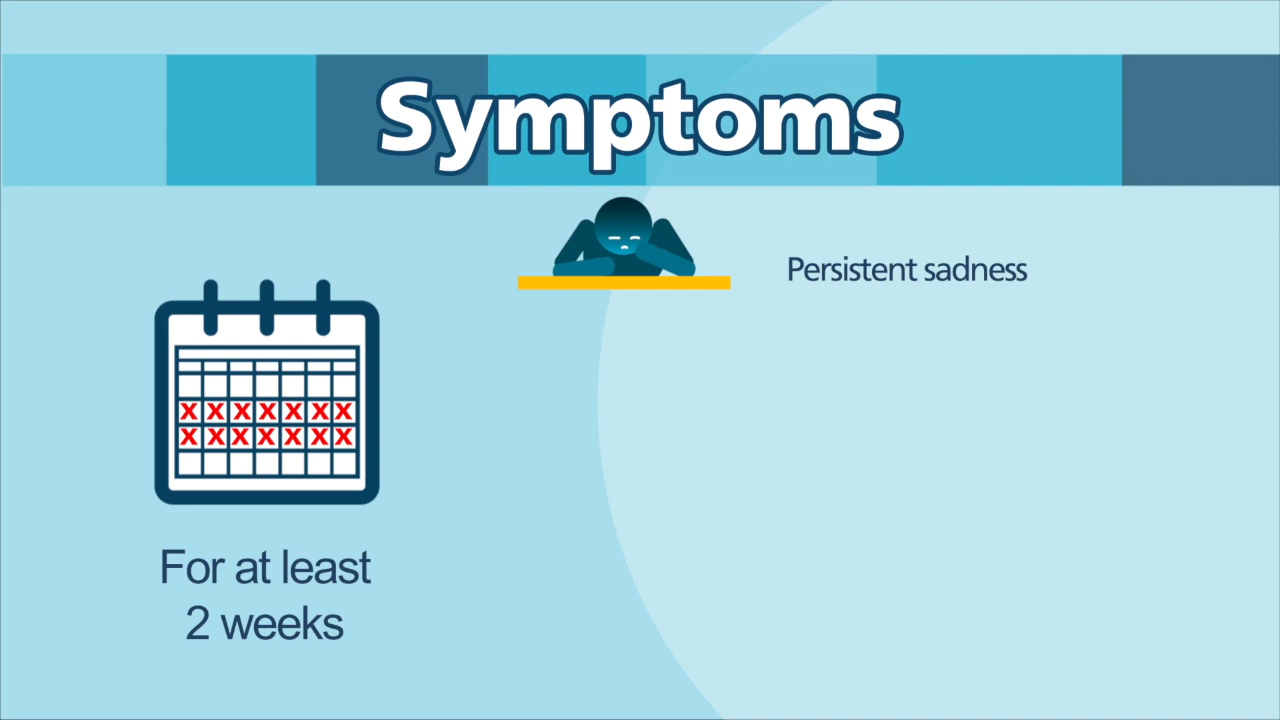 Symptoms
Persistent sadness
X X X X X X X
X X X X X X X
For at least
2 weeks